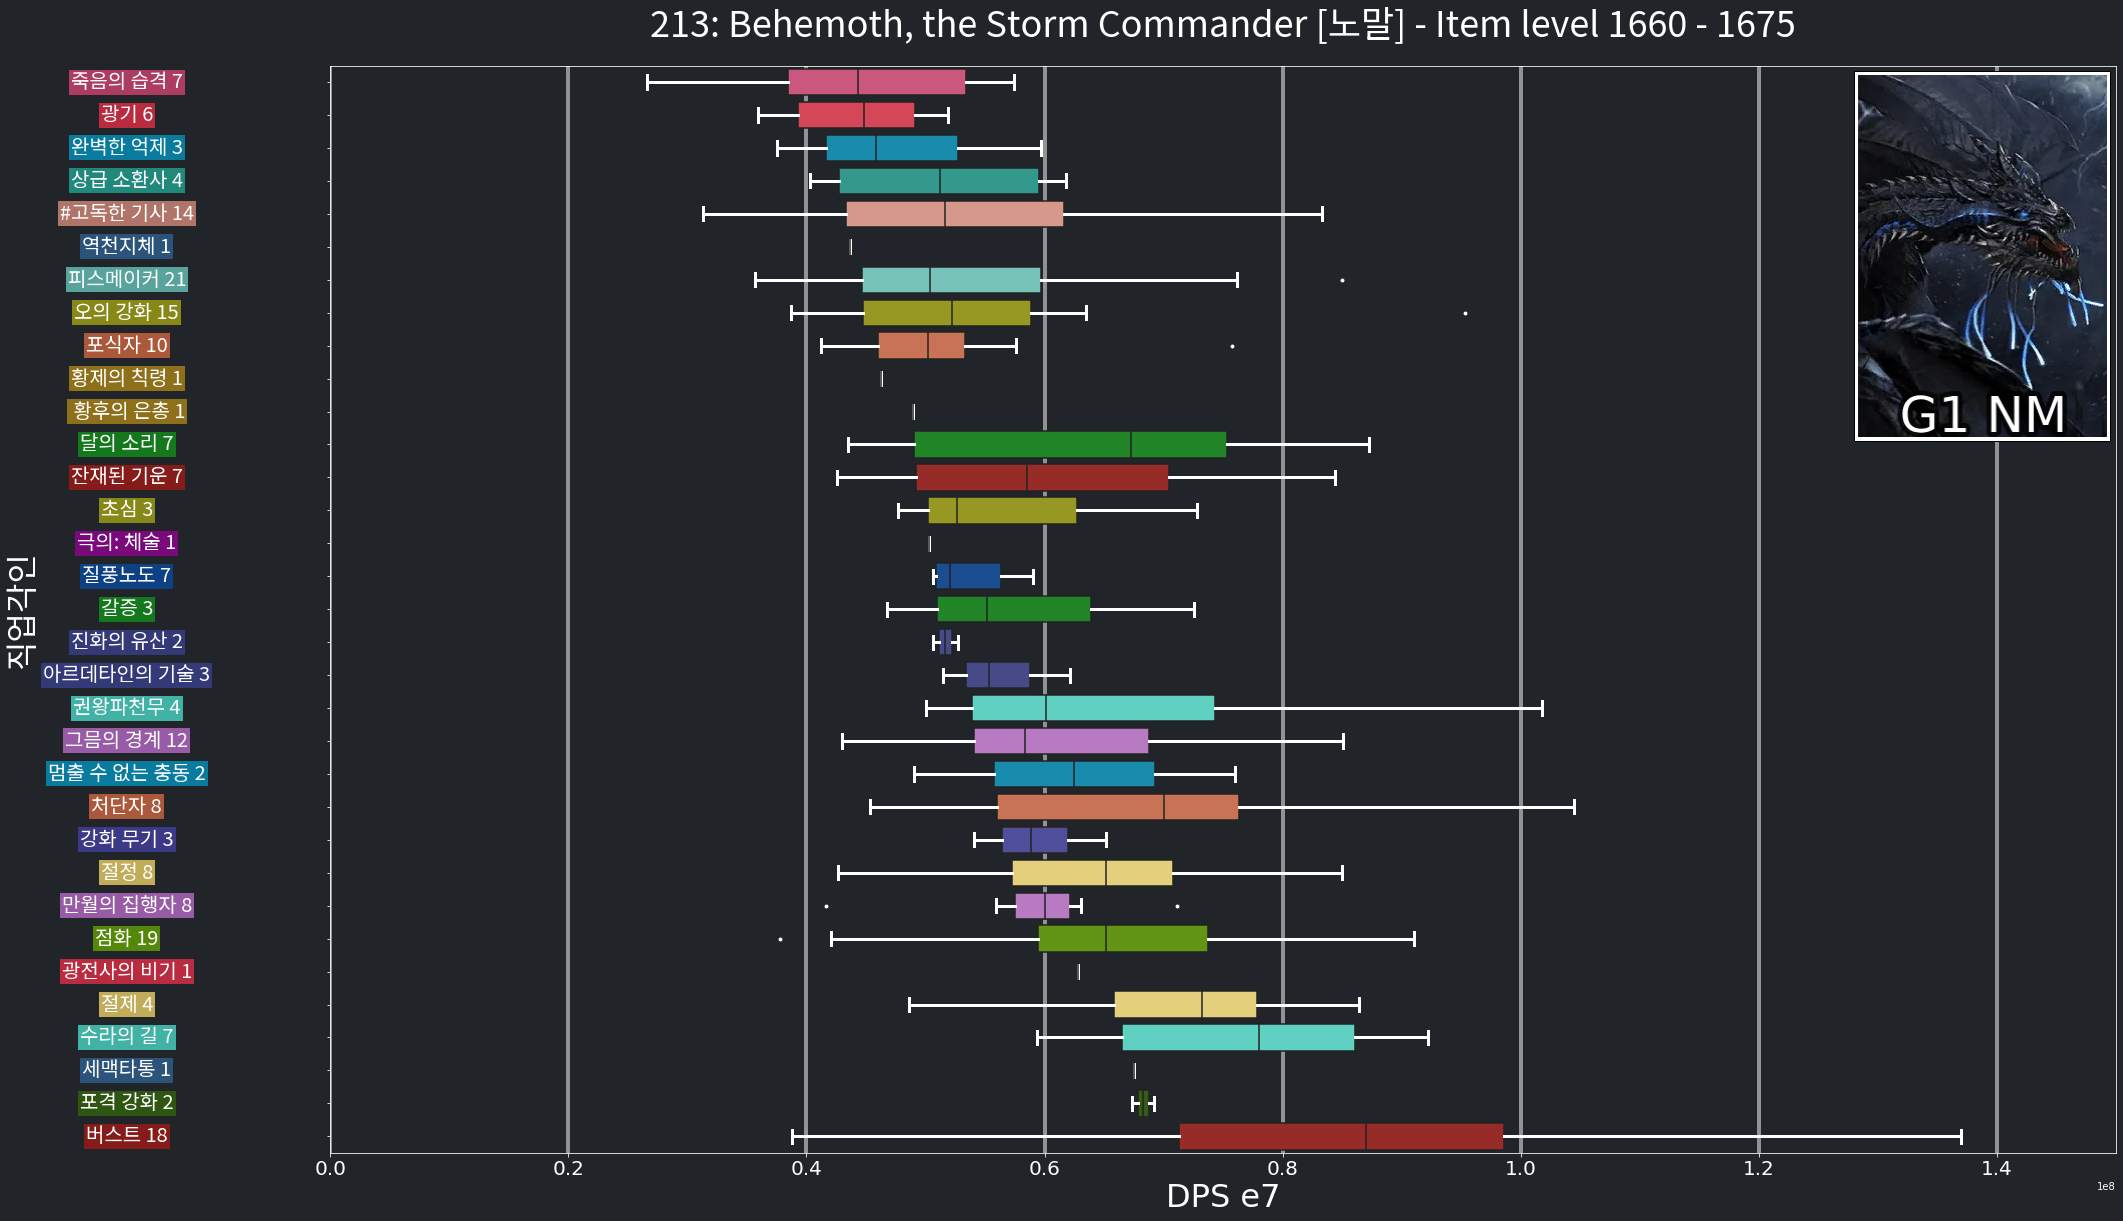 213: Behemoth, the Storm Commander [노말] - Item level 1660 - 1675
죽음의 습격 7
광기 6
완벽한 억제 3
상급 소환사 4
#고독한 기사 14
역천지체 1
피스메이커 21
오의 강화 15
포식자 10
황제의 칙령 1
황후의 은총 1
달의 소리 7
잔재된 기운 7
초심 3
극의: 체술 1
질풍노도 7
갈증 3
진화의 유산 2
아르데타인의 기술 3
권왕파천무 4
그믐의 경계 12
멈출 수 없는 충동 2
처단자 8
강화 무기 3
절정 8
만월의 집행자 8
점화 19
광전사의 비기 1
절제 4
수라의 길 7
세맥타통 1
포격 강화 2
버스트 18
직업각인
G1 NM
0.0 0.2 0.4 0.6 0.8 1.0 1.2 1.4
1e8
DPS e7